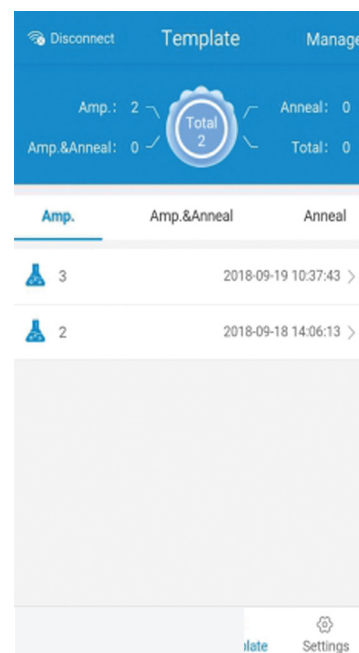 Disconnect Template Manage
Amp.: 2 Total Anneal: 0
Amp.&Anneal: 0 2 Total: 0
Amp. Amp.&Anneal Anneal
3 2018-09-19 10:37:43
2 2018-09-18 14:06:13
plate Settings